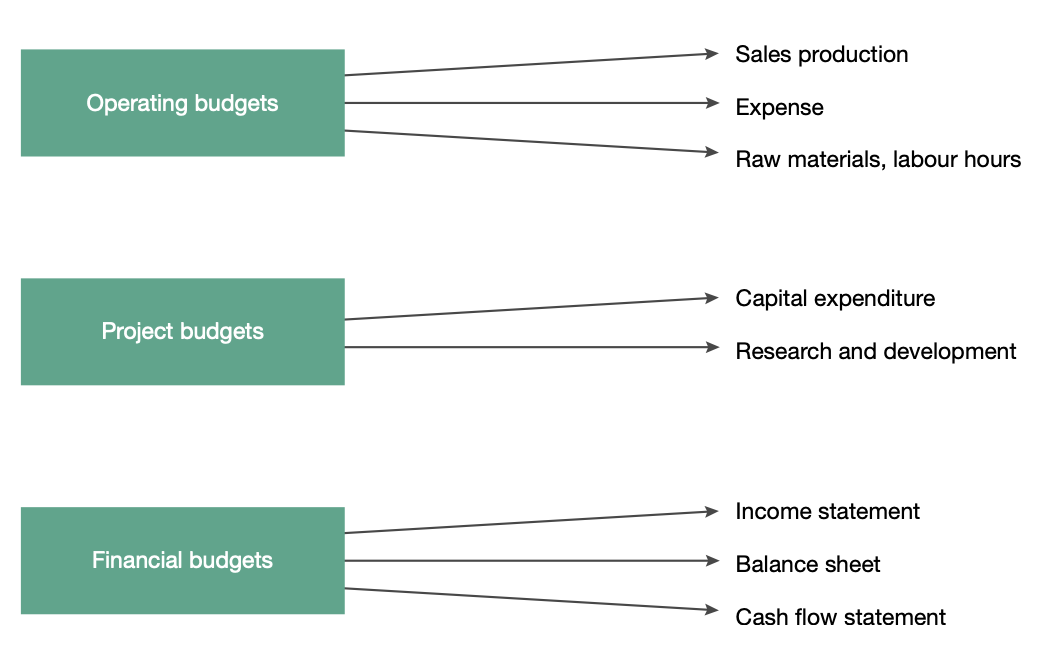 Operating budgets
Sales production
Expense
Raw materials, labour hours
Project budgets
Capital expenditure
Research and development
Financial budgets
Income statement
Balance sheet
Cash flow statement